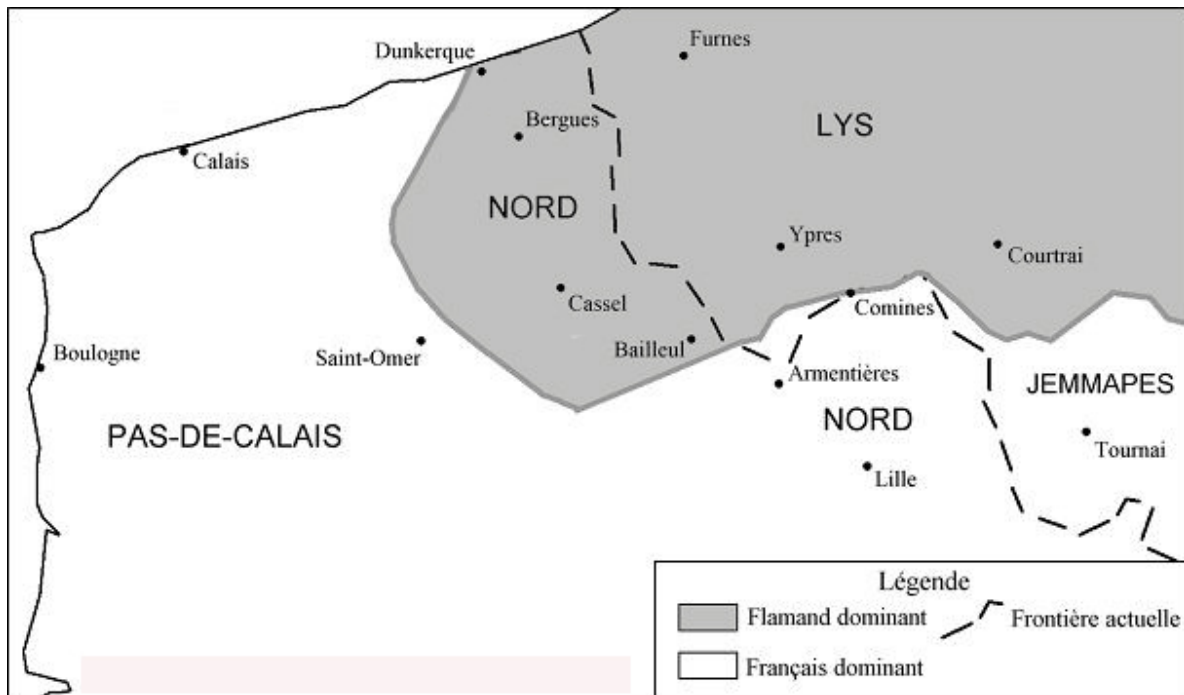 Dunkerque
Furnes
Bergues
LYS
Calais
NORD
Ypres
Courtrai
Cassel
Comines
Boulogne
Saint-Omer
Bailleul
Armentières
JEMMAPES
PAS-DE-CALAIS
NORD
Tournai
Lille
Légende
Flamand dominant
Frontière actuelle
Français dominant